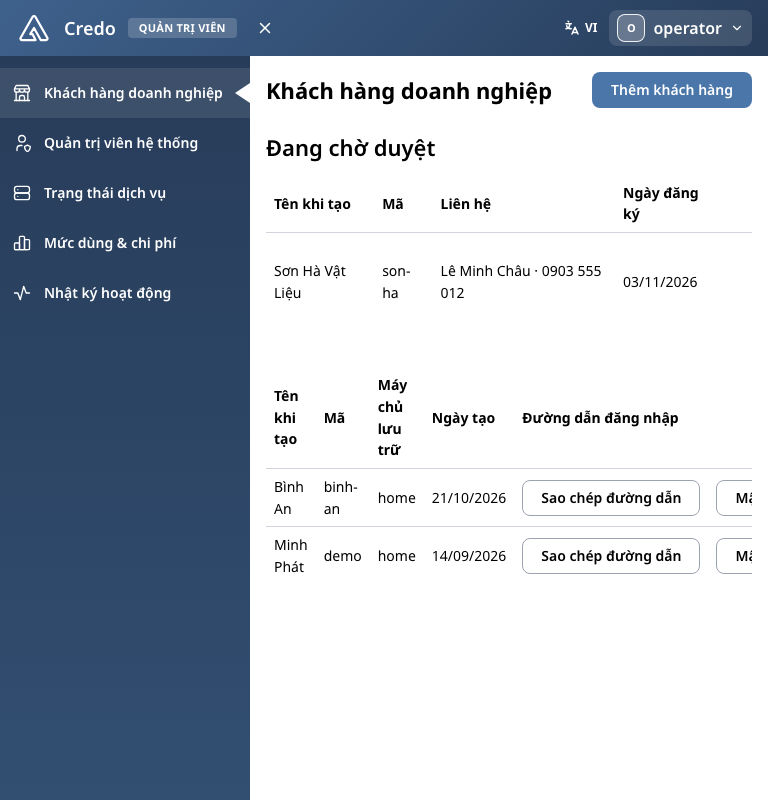 Credo
QUẢN TRỊ VIÊN
VI
O
operator
Khách hàng doanh nghiệp
Quản trị viên hệ thống
Trạng thái dịch vụ
Mức dùng & chi phí
Nhật ký hoạt động
Khách hàng doanh nghiệp
Thêm khách hàng
Đang chờ duyệt
Tên khi tạo
Mã
Liên hệ
Ngày đăng
ký
Sơn Hà Vật
Liệu
son-
ha
Lê Minh Châu · 0903 555
012
03/11/2026
Tên
khi
tạo
Mã
Máy
chủ
lưu
trữ
Ngày tạo
Đường dẫn đăng nhập
Bình
An
binh-
an
home
21/10/2026
Sao chép đường dẫn
Minh
Phát
demo
home
14/09/2026
Sao chép đường dẫn